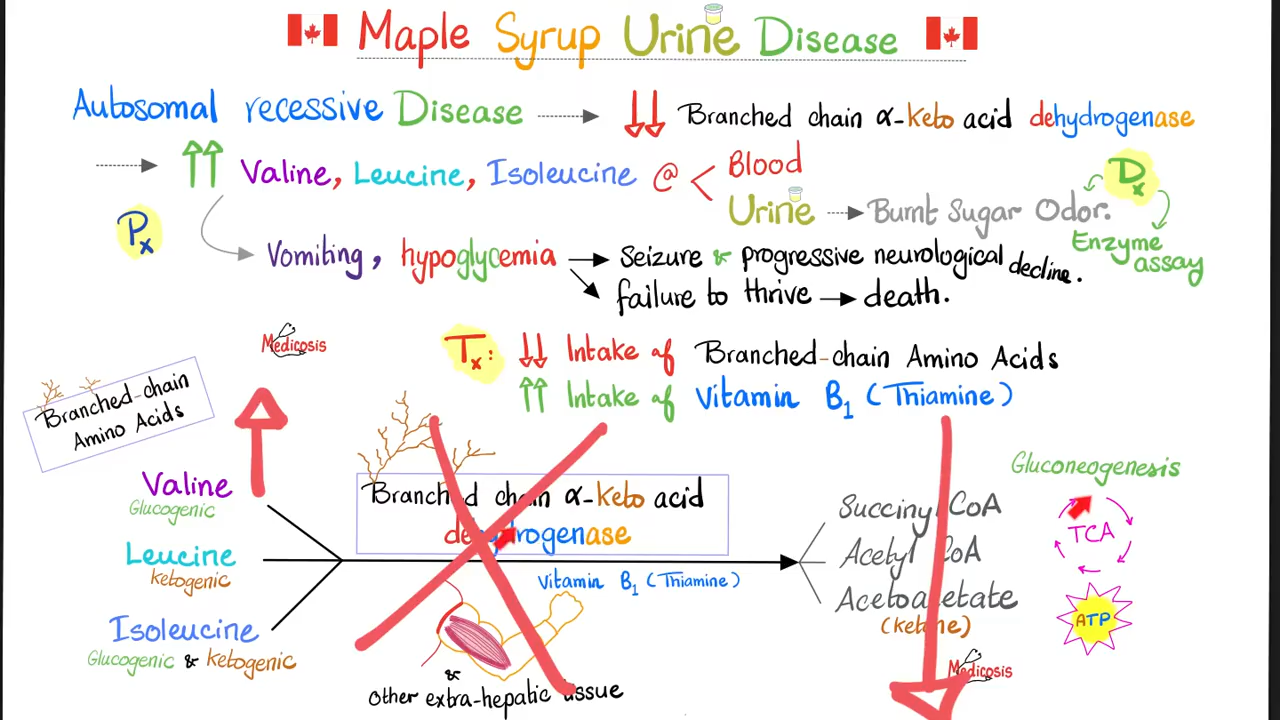 Maple Syrup Urine Disease
Autosomal recessive Disease
Branched chain α-keto acid dehydrogenase
Valine, Leucine, Isoleucine @
Blood
Urine
Burnt Sugar Odor.
Dx
Enzyme
assay
Px
Vomiting, hypoglycemia
Seizure & progressive neurological decline.
failure to thrive
death.
Medicosis
Tx:
Intake of Branched-chain Amino Acids
Intake of Vitamin B1 (Thiamine)
Branched-chain
Amino Acids
Valine
Glucogenic
Leucine
ketogenic
Isoleucine
Glucogenic & ketogenic
Branched chain α-keto acid
dehydrogenase
Vitamin B1 (Thiamine)
&
other extra-hepatic tissue
Succinyl CoA
Acetyl CoA
Acetoacetate
(ketone)
Gluconeogenesis
TCA
ATP
Medicosis